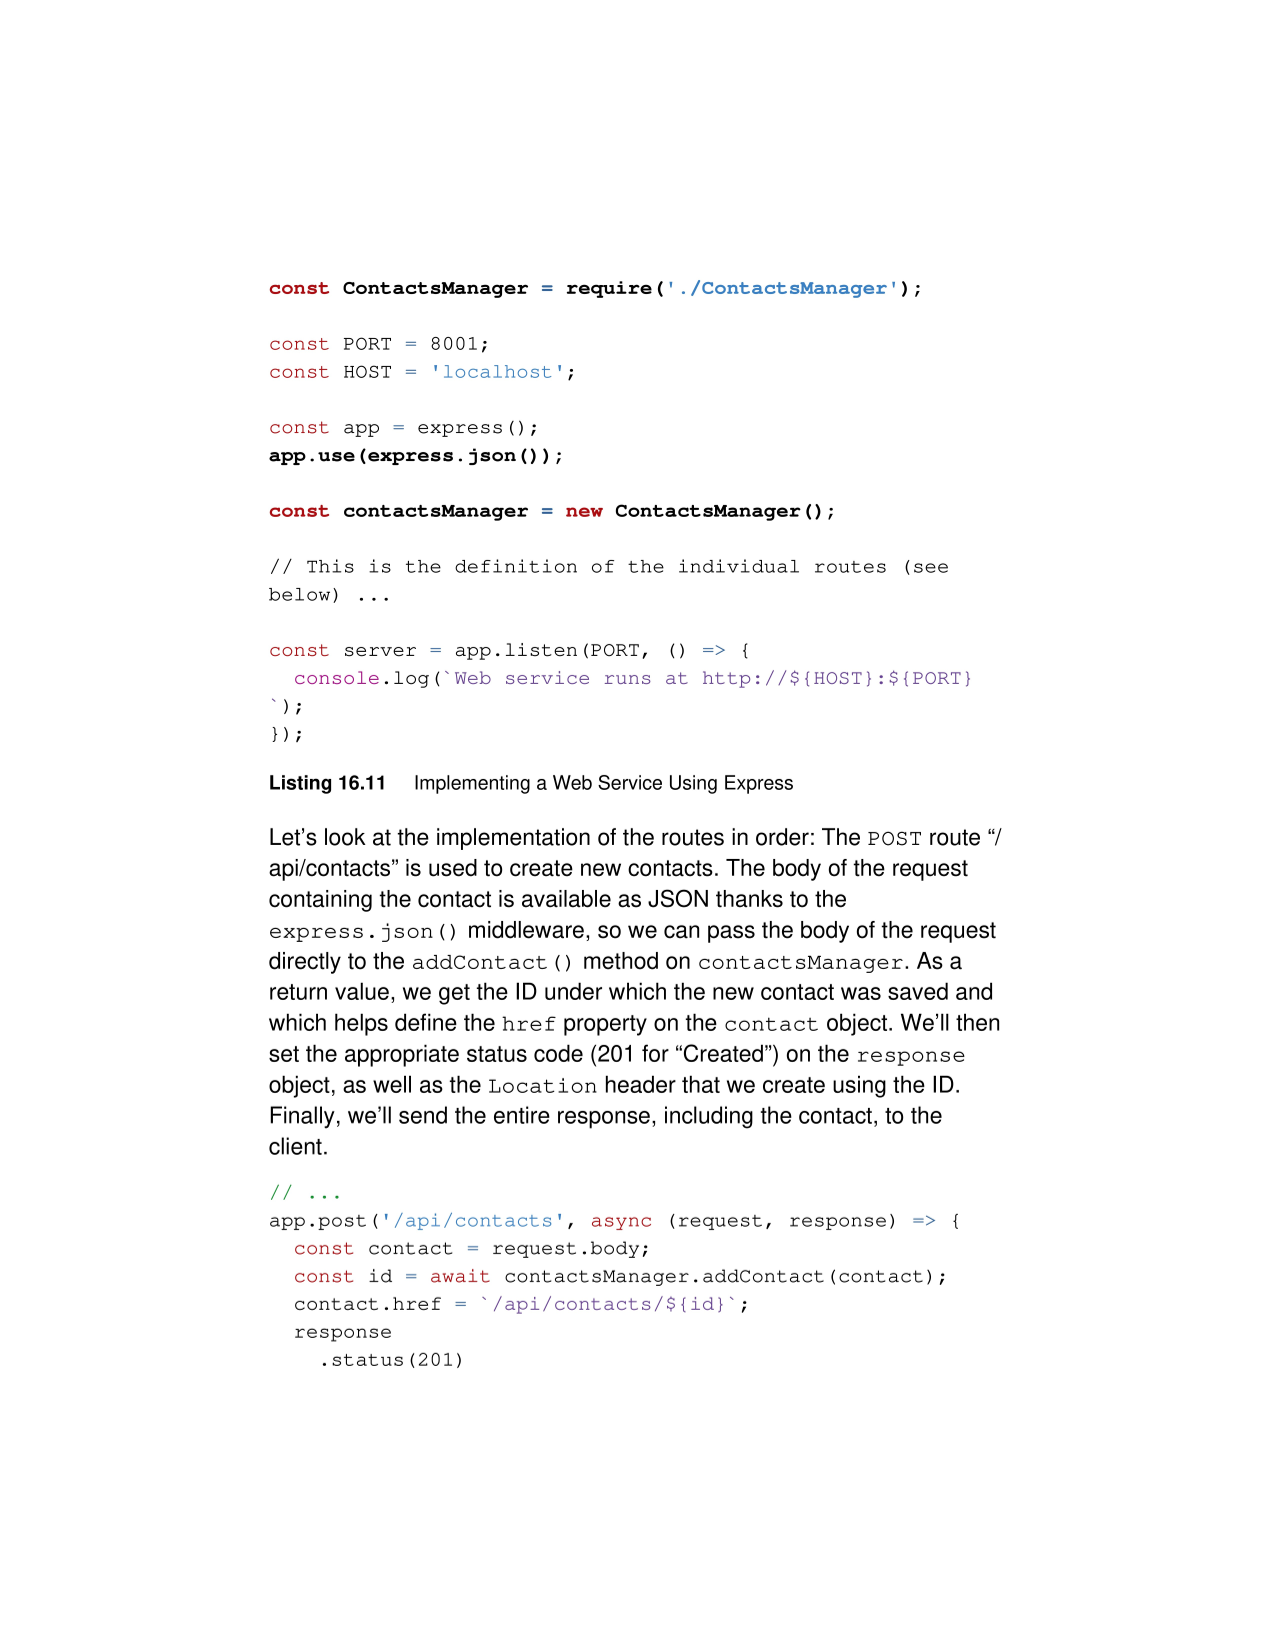 const ContactsManager = require('./ContactsManager');
const PORT = 8001;
const HOST = 'localhost';
const app = express();
app.use(express.json());
const contactsManager = new ContactsManager();
// This is the definition of the individual routes (see
below) ...
const server = app.listen(PORT, () => {
  console.log(`Web service runs at http://${HOST}:${PORT}
`);
});
Listing 16.11 Implementing a Web Service Using Express
Let’s look at the implementation of the routes in order: The POST route “/
api/contacts” is used to create new contacts. The body of the request
containing the contact is available as JSON thanks to the
express.json() middleware, so we can pass the body of the request
directly to the addContact() method on contactsManager. As a
return value, we get the ID under which the new contact was saved and
which helps define the href property on the contact object. We’ll then
set the appropriate status code (201 for “Created”) on the response
object, as well as the Location header that we create using the ID.
Finally, we’ll send the entire response, including the contact, to the
client.
// ...
app.post('/api/contacts', async (request, response) => {
  const contact = request.body;
  const id = await contactsManager.addContact(contact);
  contact.href = `/api/contacts/${id}`;
  response
    .status(201)